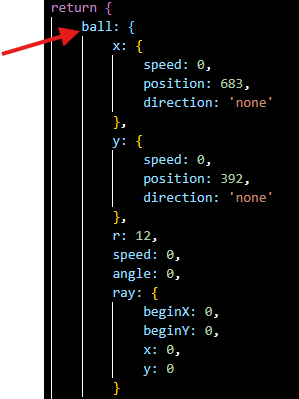 return {
ball: {
x: {
speed: 0,
position: 683,
direction: 'none'
},
y: {
speed: 0,
position: 392,
direction: 'none'
},
r: 12,
speed: 0,
angle: 0,
ray: {
beginX: 0,
beginY: 0,
x: 0,
y: 0
}